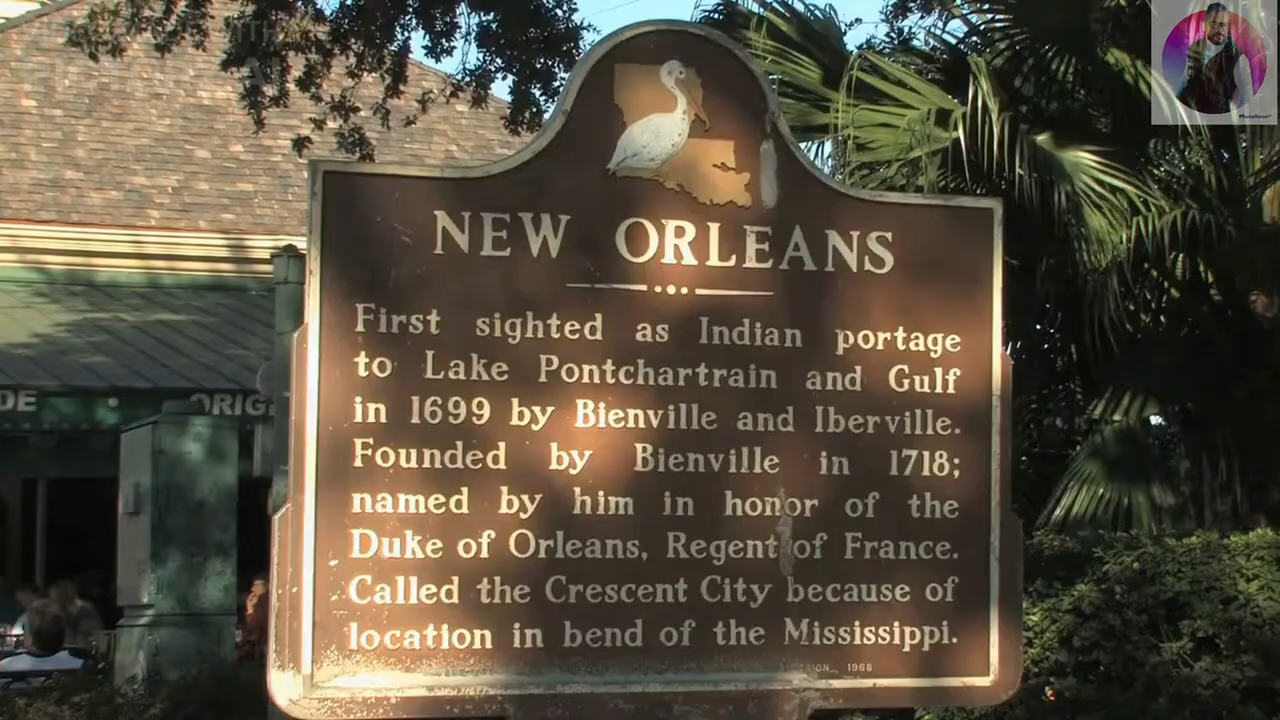 NEW ORLEANS
First sighted as Indian portage
to Lake Pontchartrain and Gulf
in 1699 by Bienville and Iberville.
Founded by Bienville in 1718;
named by him in honor of the
Duke of Orleans, Regent of France.
Called the Crescent City because of
location in bend of the Mississippi.
1966
DE • ORIG